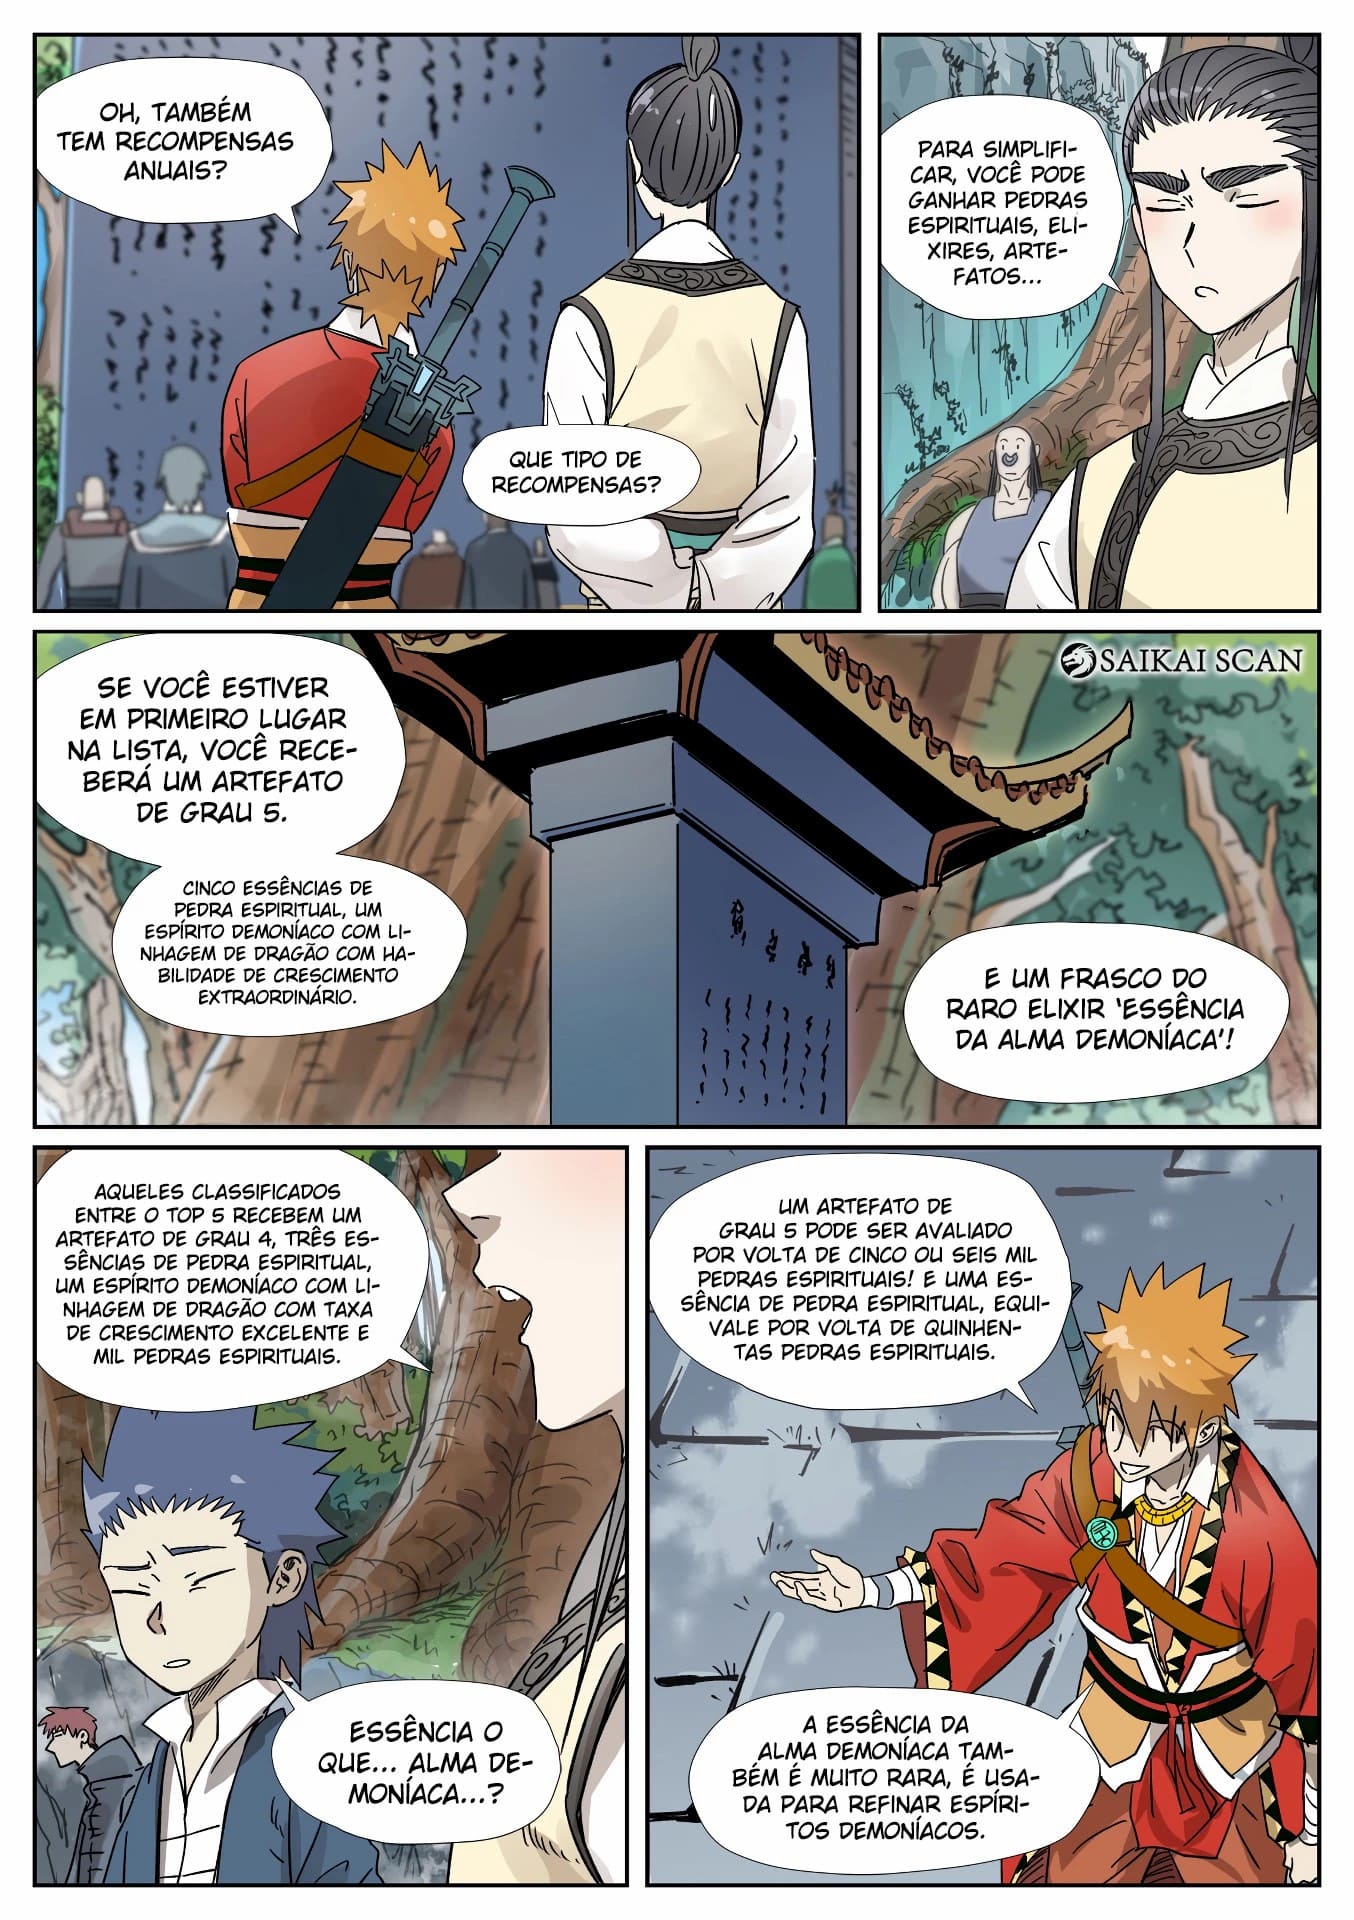 OH, TAMBÉM
TEM RECOMPENSAS
ANUAIS?
QUE TIPO DE
RECOMPENSAS?
PARA SIMPLIFI-
CAR, VOCÊ PODE
GANHAR PEDRAS
ESPIRITUAIS, ELI-
XIRES, ARTE-
FATOS...
SAIKAI SCAN
SE VOCÊ ESTIVER
EM PRIMEIRO LUGAR
NA LISTA, VOCÊ RECE-
BERÁ UM ARTEFATO
DE GRAU 5.
CINCO ESSÊNCIAS DE
PEDRA ESPIRITUAL, UM
ESPÍRITO DEMONÍACO COM LI-
NHAGEM DE DRAGÃO COM HA-
BILIDADE DE CRESCIMENTO
EXTRAORDINÁRIO.
E UM FRASCO DO
RARO ELIXIR ‘ESSÊNCIA
DA ALMA DEMONÍACA’!
AQUELES CLASSIFICADOS
ENTRE O TOP 5 RECEBEM UM
ARTEFATO DE GRAU 4, TRÊS ES-
SÊNCIAS DE PEDRA ESPIRITUAL,
UM ESPÍRITO DEMONÍACO COM LI-
NHAGEM DE DRAGÃO COM TAXA
DE CRESCIMENTO EXCELENTE E
MIL PEDRAS ESPIRITUAIS.
ESSÊNCIA O
QUE... ALMA DE-
MONÍACA...?
UM ARTEFATO DE
GRAU 5 PODE SER AVALIADO
POR VOLTA DE CINCO OU SEIS MIL
PEDRAS ESPIRITUAIS! E UMA ES-
SÊNCIA DE PEDRA ESPIRITUAL, EQUI-
VALE POR VOLTA DE QUINHEN-
TAS PEDRAS ESPIRITUAIS.
A ESSÊNCIA DA
ALMA DEMONÍACA TAM-
BÉM É MUITO RARA, É USA-
DA PARA REFINAR ESPÍRI-
TOS DEMONÍACOS.